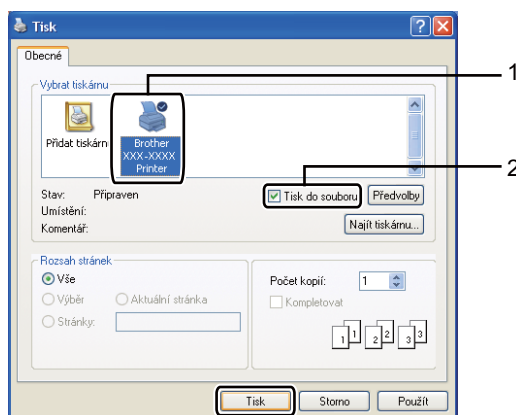 Tisk
Obecné
Vybrat tiskárnu
1
Přidat tiskárn
Brother
XXX-XXXX
Printer
2
Stav: Připraven
Tisk do souboru
Předvolby
Umístění:
Komentář:
Najít tiskárnu...
Rozsah stránek
Vše
Výběr
Aktuální stránka
Stránky:
Počet kopií: 1
Kompletovat
1 1 2 2 3 3
Tisk
Storno
Použít